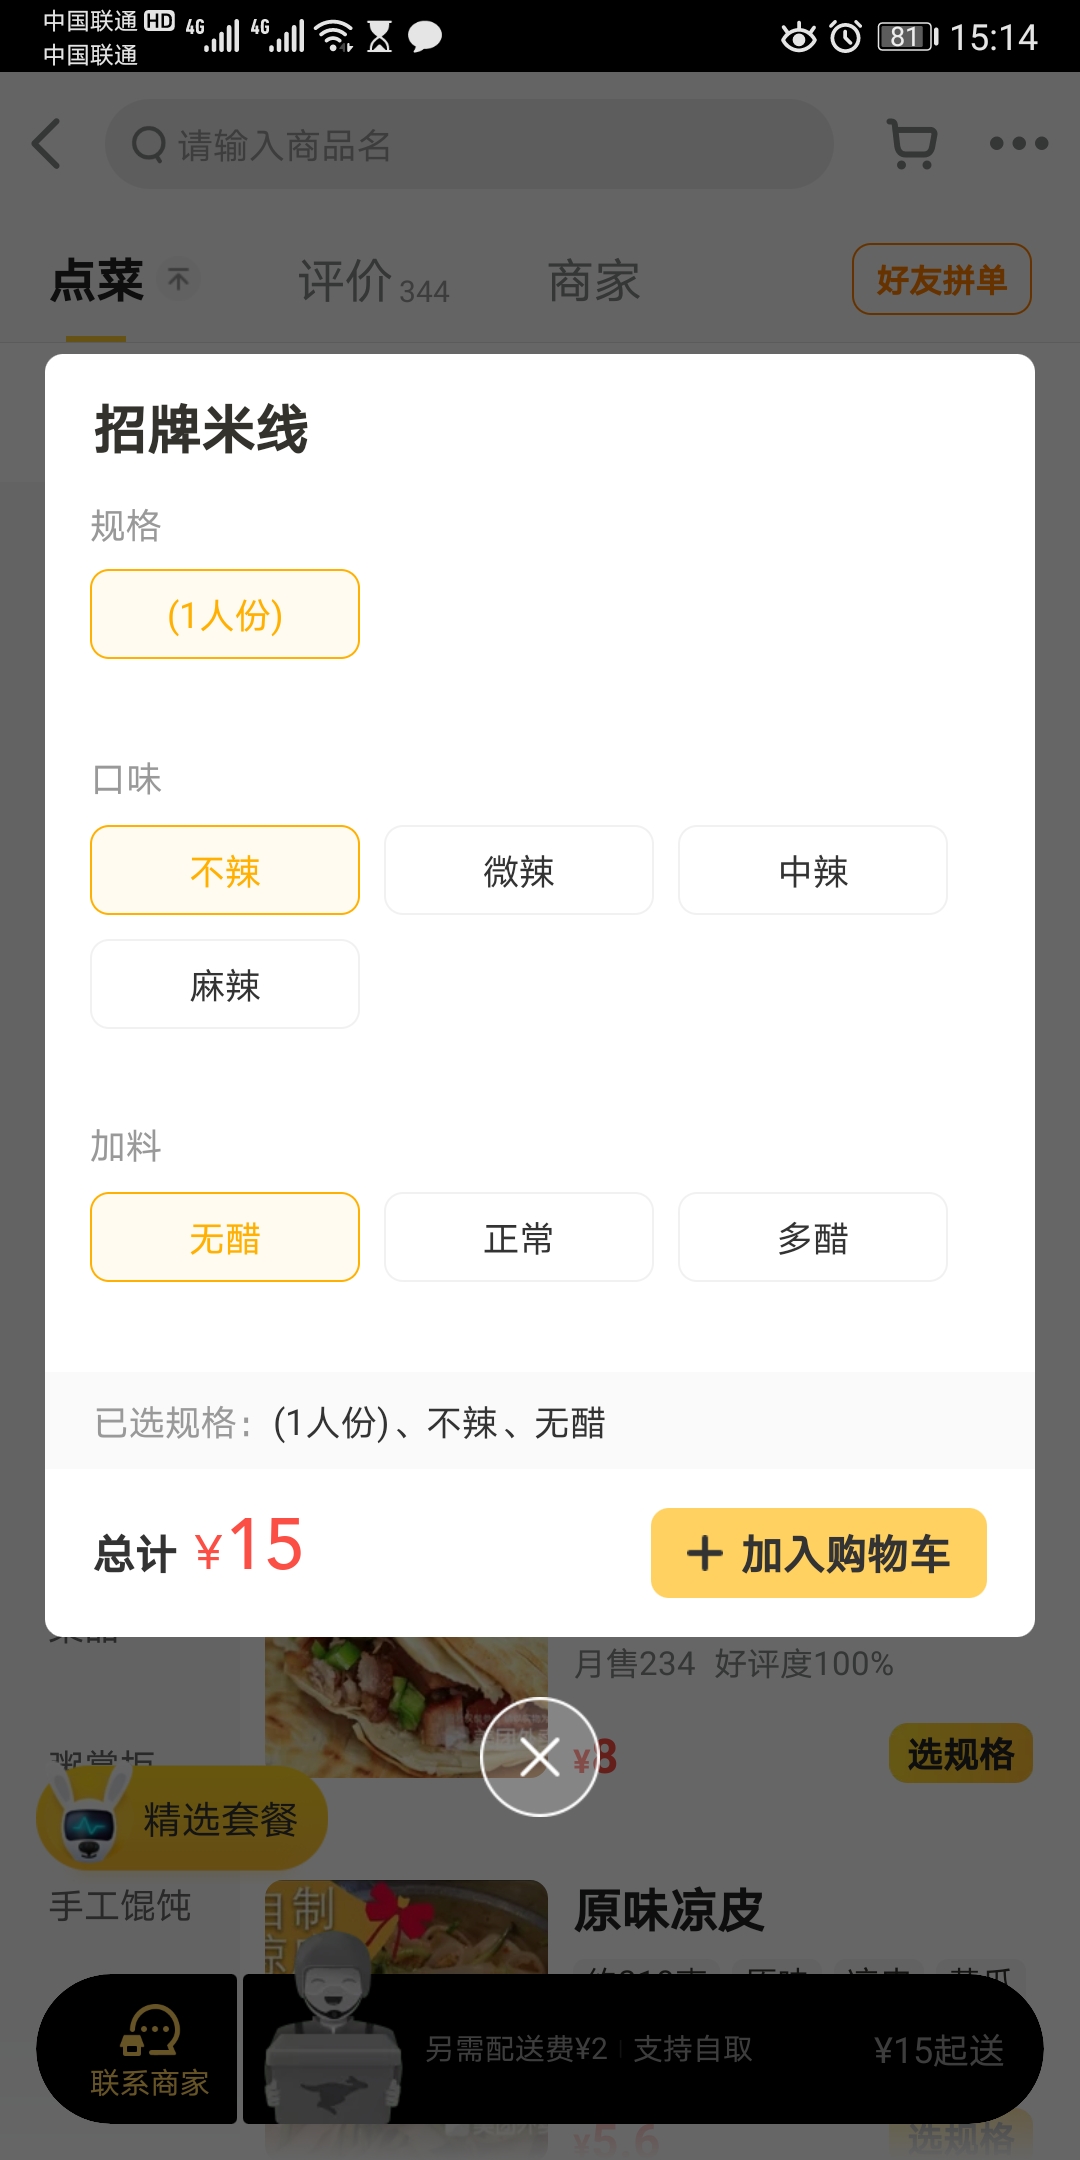 中国联通 HD 4G 4G 81 15:14
中国联通
请输入商品名
点菜 评价 344 商家 好友拼单
招牌米线
规格
(1人份)
口味
不辣 微辣 中辣
麻辣
加料
无醋 正常 多醋
已选规格: (1人份)、不辣、无醋
总计 ¥15 + 加入购物车
月售234 好评度100%
¥8 选规格
精选套餐
手工馄饨
自制
原味凉皮
联系商家 另需配送费¥2 支持自取 ¥15起送
¥5.6 选规格